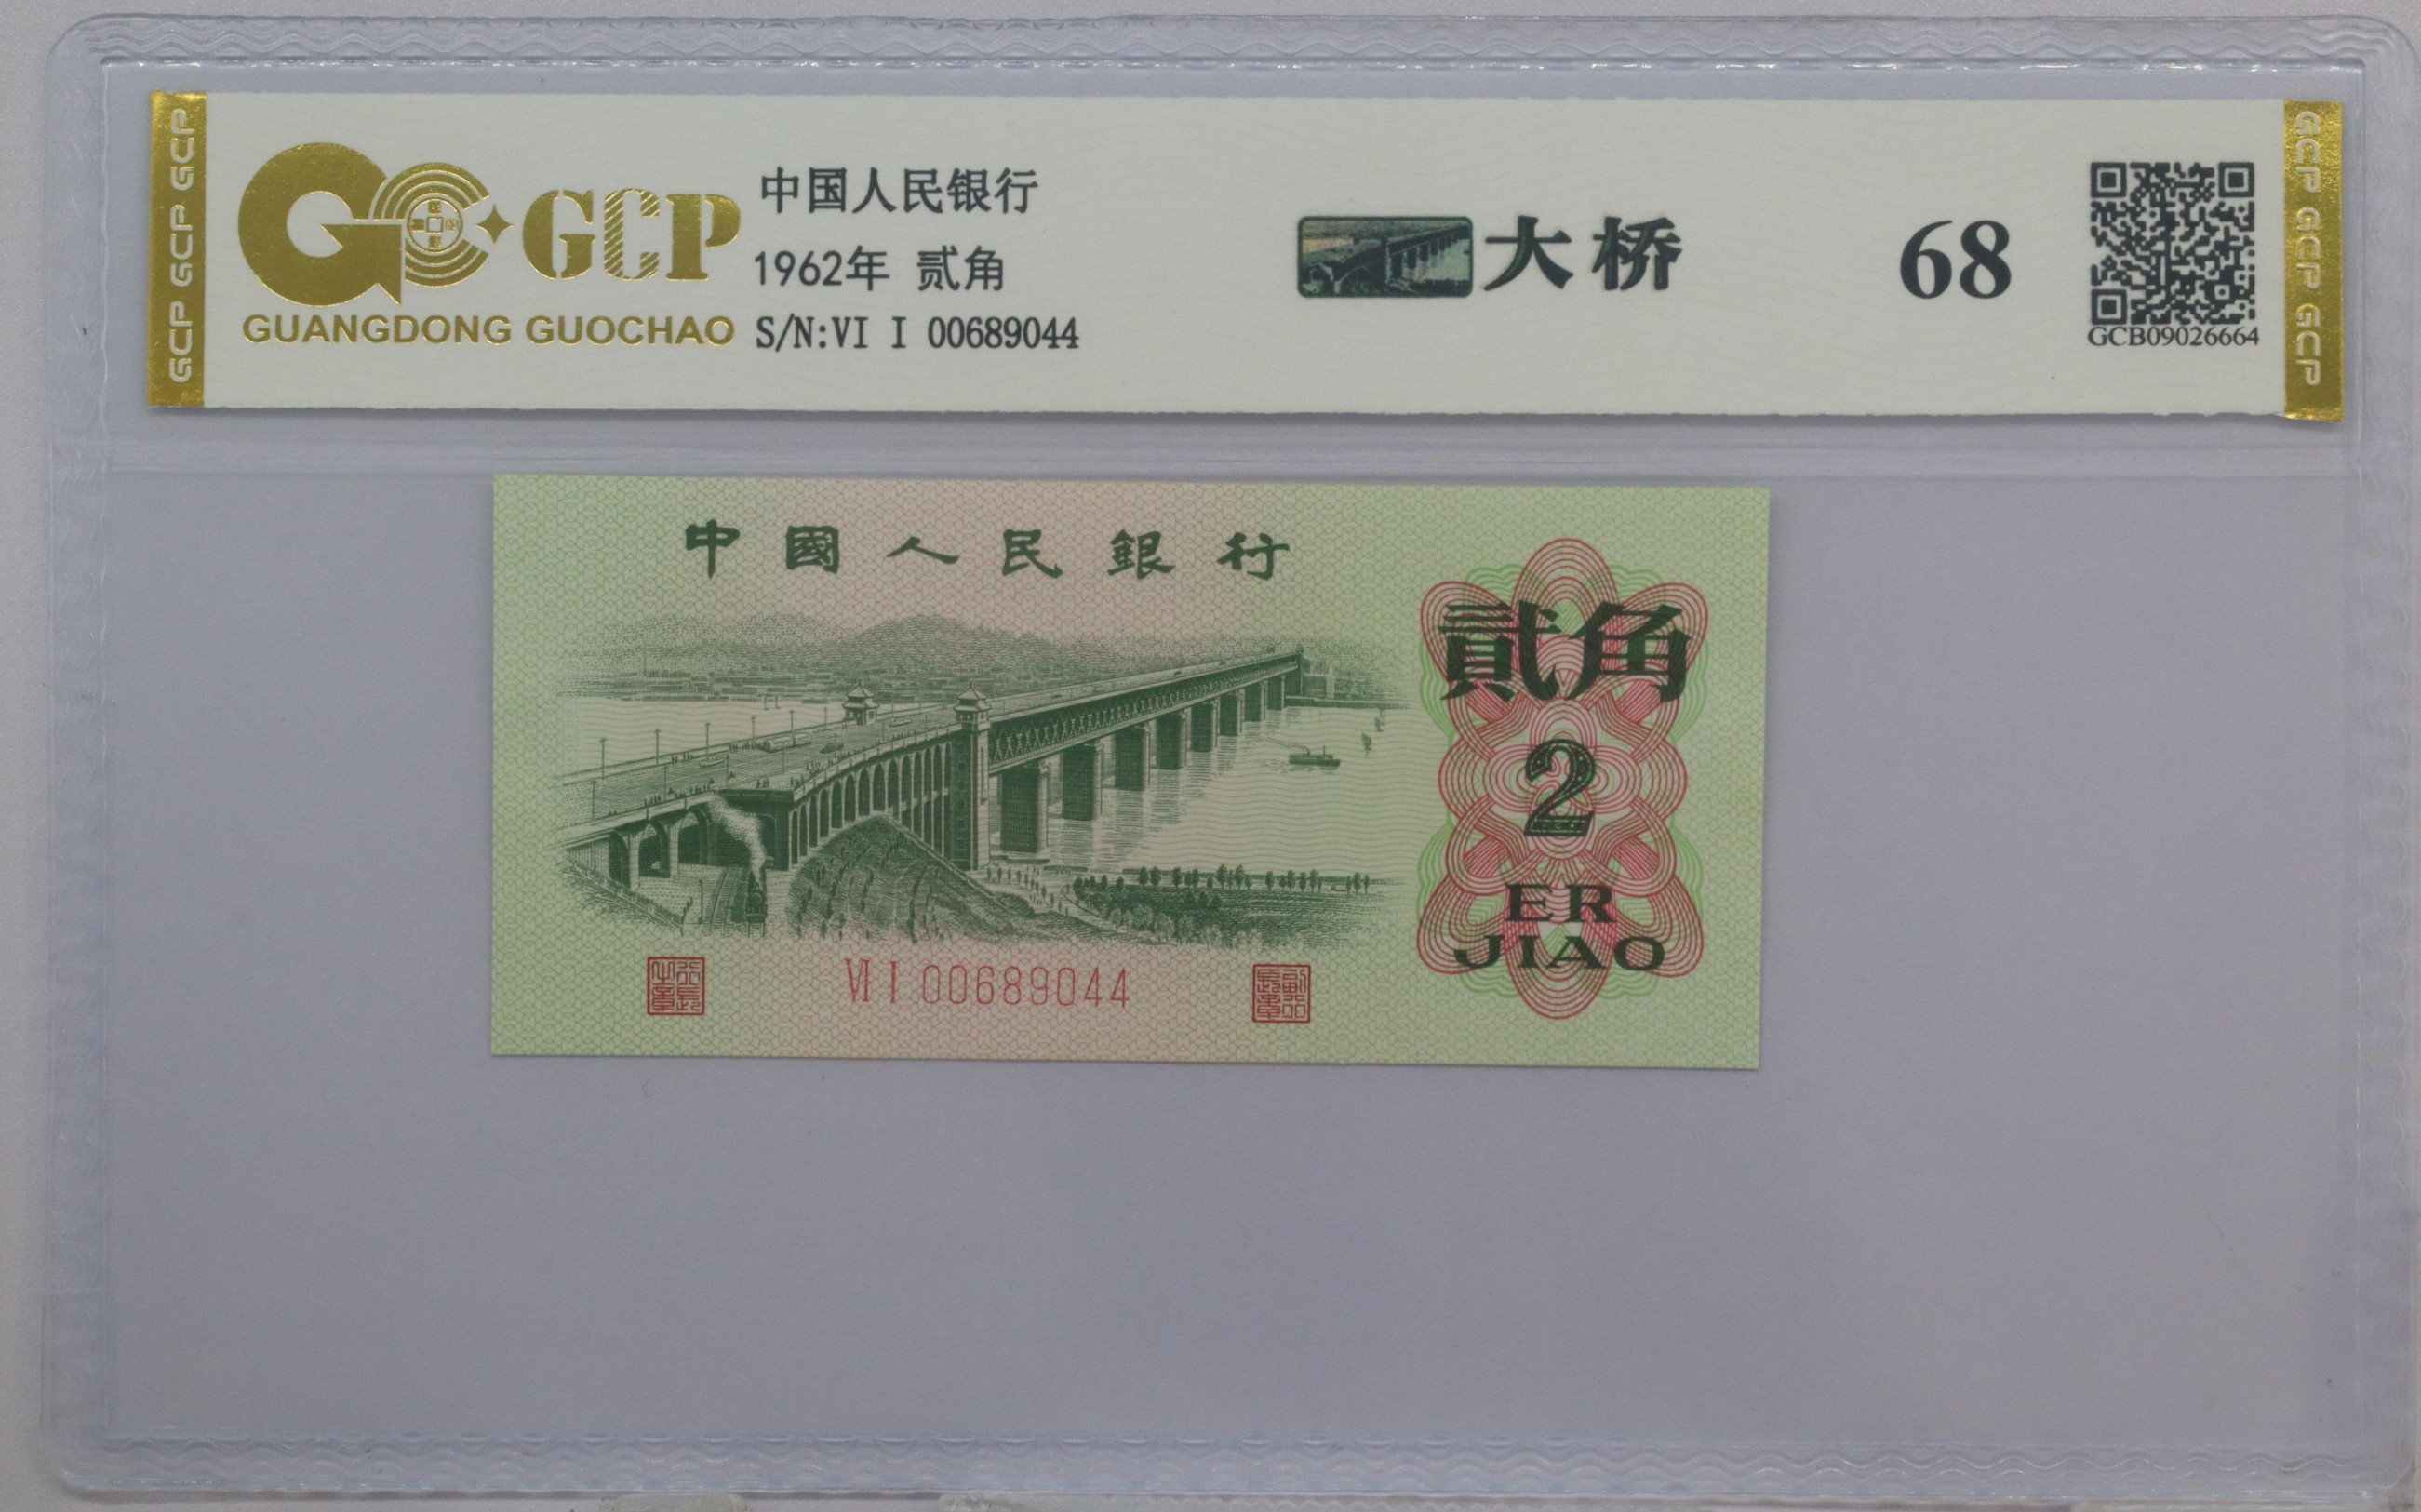 GCP GCP GCP
GCP
GUANGDONG GUOCHAO
中国人民银行
1962年 贰角
S/N:VI I 00689044
大桥
68
GCB09026664
GCP GCP GCP
中國人民銀行
貳角
2
ER
JIAO
VI I 00689044